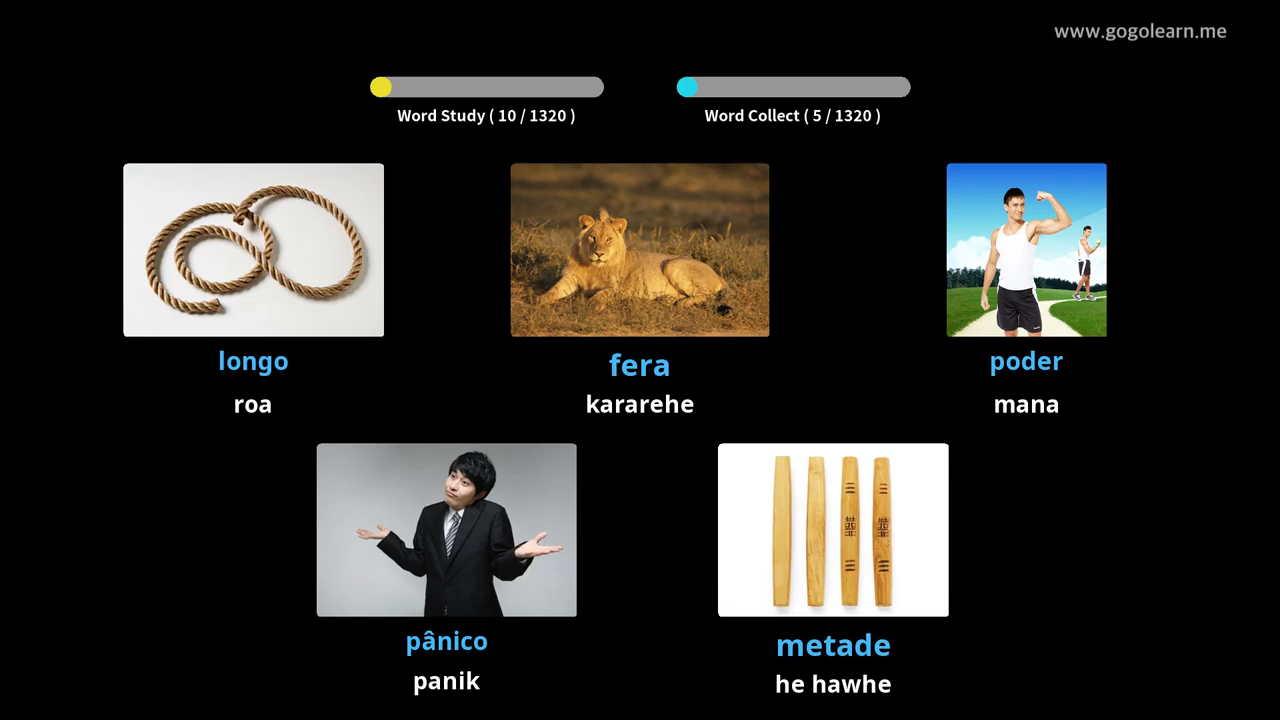 www.gogolearn.me
Word Study ( 10 / 1320 )
Word Collect ( 5 / 1320 )
longo
fera
poder
roa
kararehe
mana
pânico
metade
panik
he hawhe